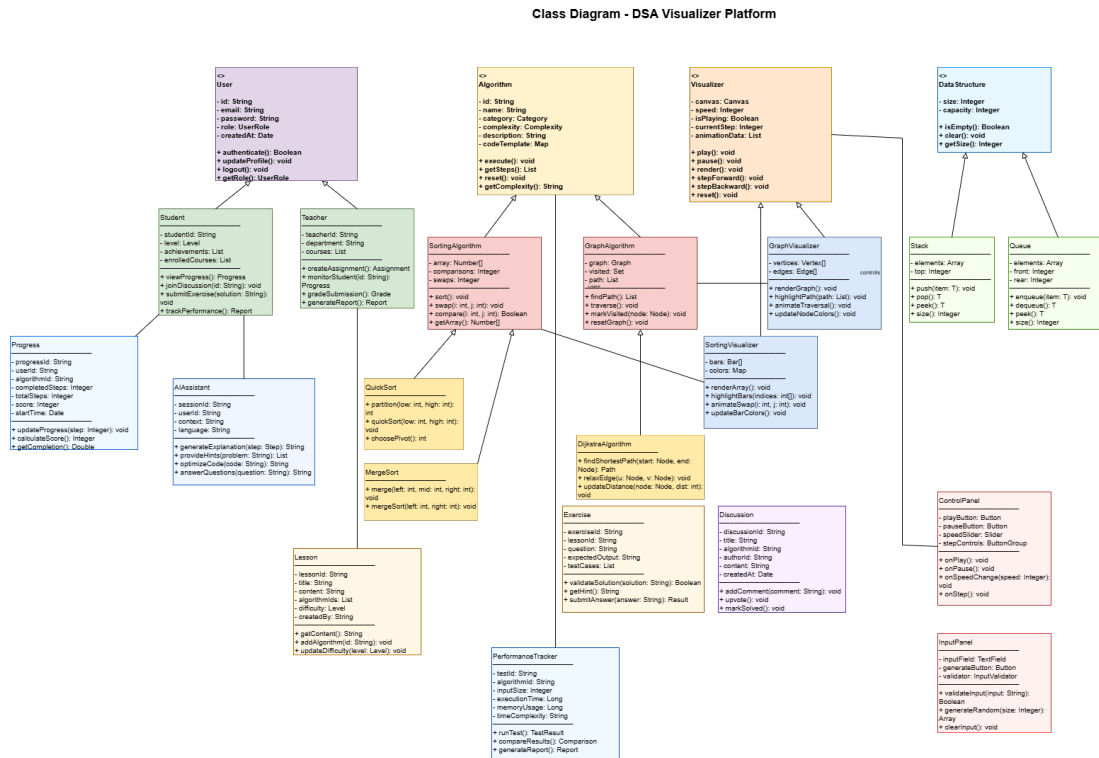 Class Diagram - DSA Visualizer Platform
<>
User
- id: String
- email: String
- password: String
- role: UserRole
- createdAt: Date
+ authenticate(): Boolean
+ updateProfile(): void
+ logout(): void
+ getRole(): UserRole
<>
Algorithm
- id: String
- name: String
- category: Category
- complexity: Complexity
- description: String
- codeTemplate: Map
+ execute(): void
+ getSteps(): List
+ reset(): void
+ getComplexity(): String
<>
Visualizer
- canvas: Canvas
- speed: Integer
- isPlaying: Boolean
- currentStep: Integer
- animationData: List
+ play(): void
+ pause(): void
+ render(): void
+ stepForward(): void
+ stepBackward(): void
+ reset(): void
<>
DataStructure
- size: Integer
- capacity: Integer
+ isEmpty(): Boolean
+ clear(): void
+ getSize(): Integer
Student
- studentId: String
- level: Level
- achievements: List
- enrolledCourses: List
+ viewProgress(): Progress
+ joinDiscussion(id: String): void
+ submitExercise(solution: String):
void
+ trackPerformance(): Report
Teacher
- teacherId: String
- department: String
- courses: List
+ createAssignment(): Assignment
+ monitorStudent(id: String):
Progress
+ gradeSubmission(): Grade
+ generateReport(): Report
SortingAlgorithm
- array: Number[]
- comparisons: Integer
- swaps: Integer
+ sort(): void
+ swap(i: int, j: int): void
+ compare(i: int, j: int): Boolean
+ getArray(): Number[]
GraphAlgorithm
- graph: Graph
- visited: Set
- path: List
+ findPath(): List
+ traverse(): void
+ markVisited(node: Node): void
+ resetGraph(): void
GraphVisualizer
- vertices: Vertex[]
- edges: Edge[]
controls
+ renderGraph(): void
+ highlightPath(path: List): void
+ animateTraversal(): void
+ updateNodeColors(): void
Stack
- elements: Array
- top: Integer
+ push(item: T): void
+ pop(): T
+ peek(): T
+ size(): Integer
Queue
- elements: Array
- front: Integer
- rear: Integer
+ enqueue(item: T): void
+ dequeue(): T
+ peek(): T
+ size(): Integer
Progress
- progressId: String
- userId: String
- algorithmId: String
- completedSteps: Integer
- totalSteps: Integer
- score: Integer
- startTime: Date
+ updateProgress(step: Integer): void
+ calculateScore(): Integer
+ getCompletion(): Double
AIAssistant
- sessionId: String
- userId: String
- context: String
- language: String
+ generateExplanation(step: Step): String
+ provideHints(problem: String): List
+ optimizeCode(code: String): String
+ answerQuestions(question: String): String
QuickSort
+ partition(low: int, high: int):
int
+ quickSort(low: int, high: int):
void
+ choosePivot(): int
MergeSort
+ merge(left: int, mid: int, right: int):
void
+ mergeSort(left: int, right: int): void
SortingVisualizer
- bars: Bar[]
- colors: Map
+ renderArray(): void
+ highlightBars(indices: int[]): void
+ animateSwap(i: int, j: int): void
+ updateBarColors(): void
DijkstraAlgorithm
+ findShortestPath(start: Node, end:
Node): Path
+ relaxEdge(u: Node, v: Node): void
+ updateDistance(node: Node, dist: int):
void
Exercise
- exerciseId: String
- lessonId: String
- question: String
- expectedOutput: String
- testCases: List
+ validateSolution(solution: String): Boolean
+ getHint(): String
+ submitAnswer(answer: String): Result
Discussion
- discussionId: String
- title: String
- algorithmId: String
- authorId: String
- content: String
- createdAt: Date
+ addComment(comment: String): void
+ upvote(): void
+ markSolved(): void
ControlPanel
- playButton: Button
- pauseButton: Button
- speedSlider: Slider
- stepControls: ButtonGroup
+ onPlay(): void
+ onPause(): void
+ onSpeedChange(speed: Integer):
void
+ onStep(): void
Lesson
- lessonId: String
- title: String
- content: String
- algorithmIds: List
- difficulty: Level
- createdBy: String
+ getContent(): String
+ addAlgorithm(id: String): void
+ updateDifficulty(level: Level): void
PerformanceTracker
- testId: String
- algorithmId: String
- inputSize: Integer
- executionTime: Long
- memoryUsage: Long
- timeComplexity: String
+ runTest(): TestResult
+ compareResults(): Comparison
+ generateReport(): Report
InputPanel
- inputField: TextField
- generateButton: Button
- validator: InputValidator
+ validateInput(input: String):
Boolean
+ generateRandom(size: Integer):
Array
+ clearInput(): void